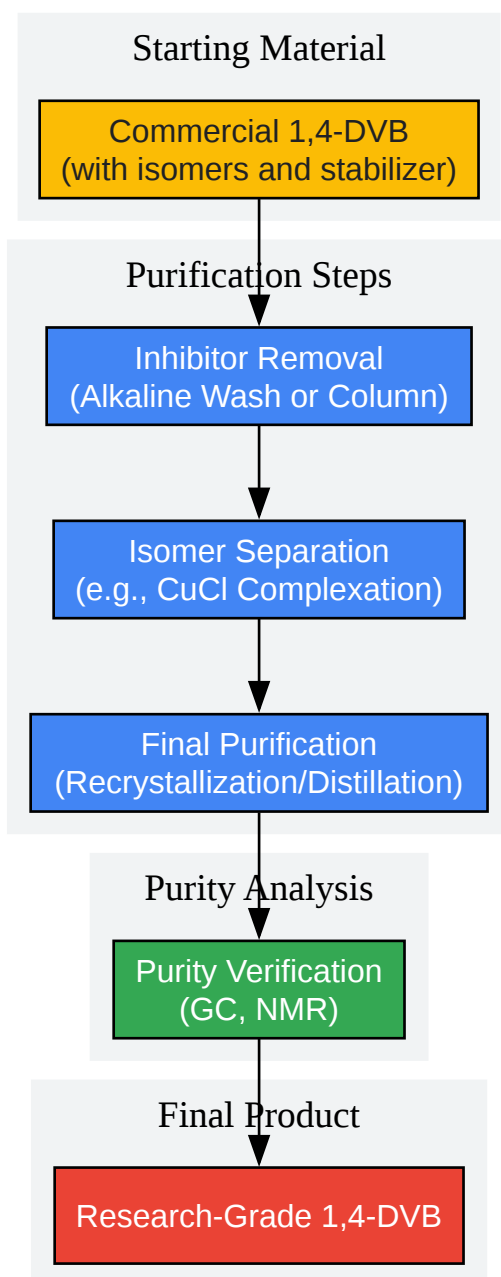 Starting Material
Commercial 1,4-DVB
(with isomers and stabilizer)
Purification Steps
Inhibitor Removal
(Alkaline Wash or Column)
Isomer Separation
(e.g., CuCl Complexation)
Final Purification
(Recrystallization/Distillation)
Purity Analysis
Purity Verification
(GC, NMR)
Final Product
Research-Grade 1,4-DVB